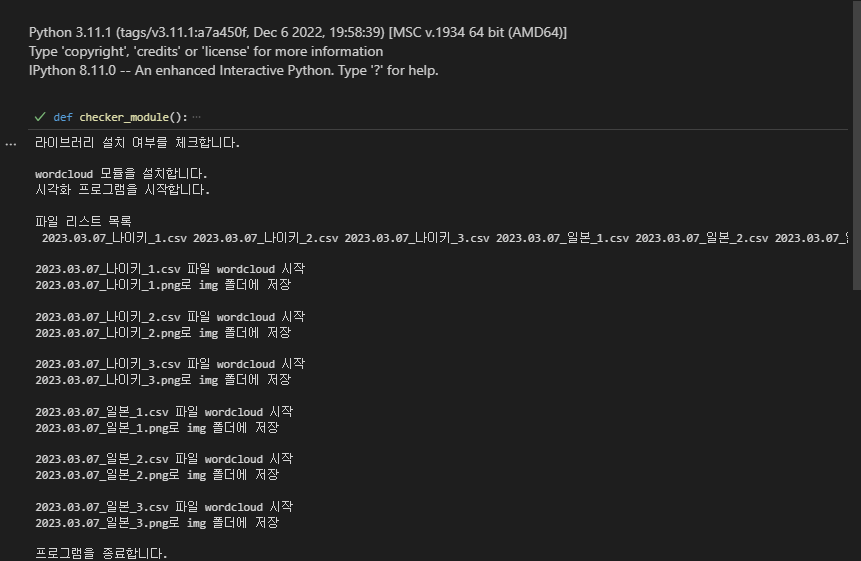 Python 3.11.1 (tags/v3.11.1:a7a450f, Dec 6 2022, 19:58:39) [MSC v.1934 64 bit (AMD64)]
Type 'copyright', 'credits' or 'license' for more information
IPython 8.11.0 -- An enhanced Interactive Python. Type '?' for help.
def checker_module(): ···
라이브러리 설치 여부를 체크합니다.
wordcloud 모듈을 설치합니다.
시각화 프로그램을 시작합니다.
파일 리스트 목록
2023.03.07_나이키_1.csv 2023.03.07_나이키_2.csv 2023.03.07_나이키_3.csv 2023.03.07_일본_1.csv 2023.03.07_일본_2.csv 2023.03.07_
2023.03.07_나이키_1.csv 파일 wordcloud 시작
2023.03.07_나이키_1.png로 img 폴더에 저장
2023.03.07_나이키_2.csv 파일 wordcloud 시작
2023.03.07_나이키_2.png로 img 폴더에 저장
2023.03.07_나이키_3.csv 파일 wordcloud 시작
2023.03.07_나이키_3.png로 img 폴더에 저장
2023.03.07_일본_1.csv 파일 wordcloud 시작
2023.03.07_일본_1.png로 img 폴더에 저장
2023.03.07_일본_2.csv 파일 wordcloud 시작
2023.03.07_일본_2.png로 img 폴더에 저장
2023.03.07_일본_3.csv 파일 wordcloud 시작
2023.03.07_일본_3.png로 img 폴더에 저장
프로그램을 종료합니다.